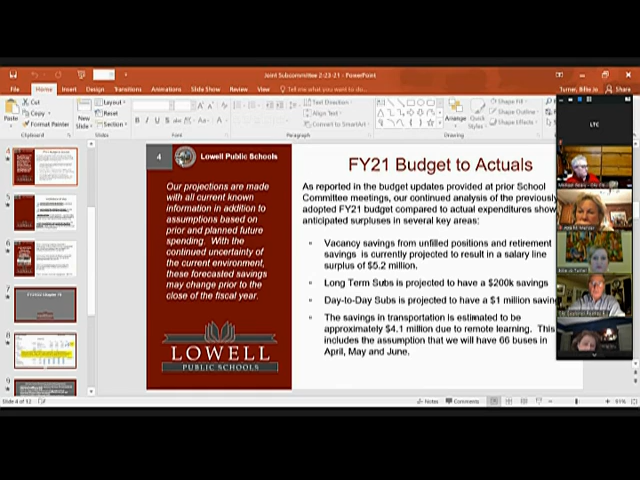 Joint Subcommittee 2-23-21 - PowerPoint
Turner, Billie Jo
Share
File Home Insert Design Transitions Animations Slide Show Review View Tell me what you want to do...
Cut
Copy
Format Painter
Paste
Clipboard
New Slide
Layout
Reset
Section
Slides
Font
Text Direction
Align Text
Convert to SmartArt
Paragraph
Arrange
Quick Styles
Shape Fill
Shape Outline
Shape Effects
Drawing
LTC
4
5
6
7
8
9
4
Lowell Public Schools
Our projections are made
with all current known
information in addition to
assumptions based on
prior and planned future
spending. With the
continued uncertainty of
the current environment,
these forecasted savings
may change prior to the
close of the fiscal year.
LOWELL
PUBLIC SCHOOLS
FY21 Budget to Actuals
As reported in the budget updates provided at prior School
Committee meetings, our continued analysis of the previously
adopted FY21 budget compared to actual expenditures show
anticipated surpluses in several key areas:
Vacancy savings from unfilled positions and retirement
savings is currently projected to result in a salary line
surplus of $5.2 million.
Long Term Subs is projected to have a $200k savings
Day-to-Day Subs is projected to have a $1 million saving
The savings in transportation is estimated to be
approximately $4.1 million due to remote learning. This
includes the assumption that we will have 66 buses in
April, May and June.
Slide 4 of 12
Notes
Comments
91%